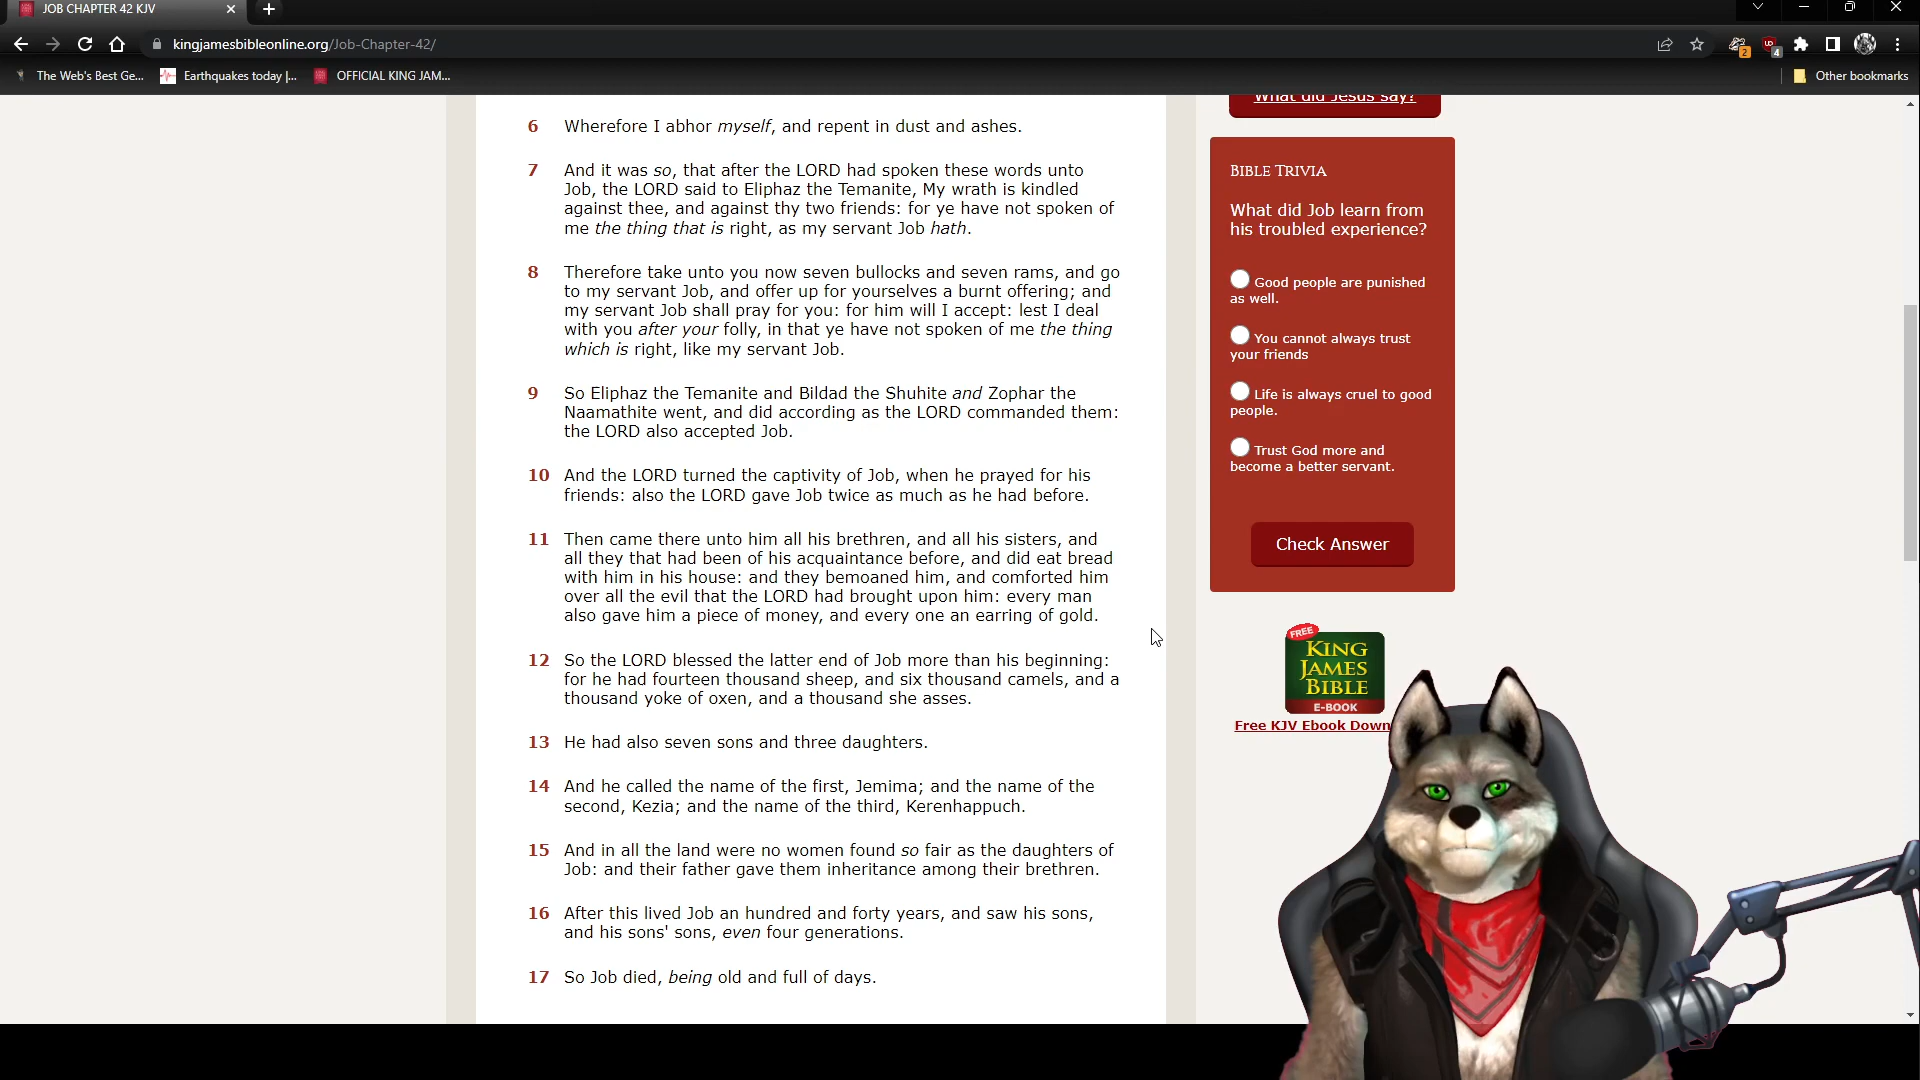 JOB CHAPTER 42 KJV
kingjamesbibleonline.org/Job-Chapter-42/
2
4
The Web's Best Ge...
Earthquakes today |...
OFFICIAL KING JAM...
Other bookmarks
6 Wherefore I abhor myself, and repent in dust and ashes.
7 And it was so, that after the LORD had spoken these words unto
Job, the LORD said to Eliphaz the Temanite, My wrath is kindled
against thee, and against thy two friends: for ye have not spoken of
me the thing that is right, as my servant Job hath.
8 Therefore take unto you now seven bullocks and seven rams, and go
to my servant Job, and offer up for yourselves a burnt offering; and
my servant Job shall pray for you: for him will I accept: lest I deal
with you after your folly, in that ye have not spoken of me the thing
which is right, like my servant Job.
9 So Eliphaz the Temanite and Bildad the Shuhite and Zophar the
Naamathite went, and did according as the LORD commanded them:
the LORD also accepted Job.
10 And the LORD turned the captivity of Job, when he prayed for his
friends: also the LORD gave Job twice as much as he had before.
11 Then came there unto him all his brethren, and all his sisters, and
all they that had been of his acquaintance before, and did eat bread
with him in his house: and they bemoaned him, and comforted him
over all the evil that the LORD had brought upon him: every man
also gave him a piece of money, and every one an earring of gold.
12 So the LORD blessed the latter end of Job more than his beginning:
for he had fourteen thousand sheep, and six thousand camels, and a
thousand yoke of oxen, and a thousand she asses.
13 He had also seven sons and three daughters.
14 And he called the name of the first, Jemima; and the name of the
second, Kezia; and the name of the third, Kerenhappuch.
15 And in all the land were no women found so fair as the daughters of
Job: and their father gave them inheritance among their brethren.
16 After this lived Job an hundred and forty years, and saw his sons,
and his sons' sons, even four generations.
17 So Job died, being old and full of days.
What did Jesus say?
BIBLE TRIVIA
What did Job learn from
his troubled experience?
Good people are punished
as well.
You cannot always trust
your friends
Life is always cruel to good
people.
Trust God more and
become a better servant.
Check Answer
FREE
KING
JAMES
BIBLE
E-BOOK
Free KJV Ebook Down